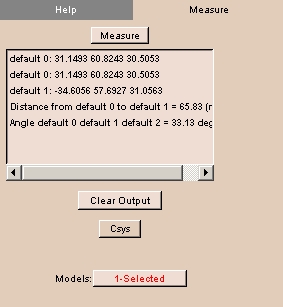 Help Measure
Measure
default 0: 31.1493 60.8243 30.5053
default 0: 31.1493 60.8243 30.5053
default 1: -34.6056 57.6927 31.0563
Distance from default 0 to default 1 = 65.83 (r
Angle default 0 default 1 default 2 = 33.13 deg
Clear Output
Csys
Models: 1-Selected